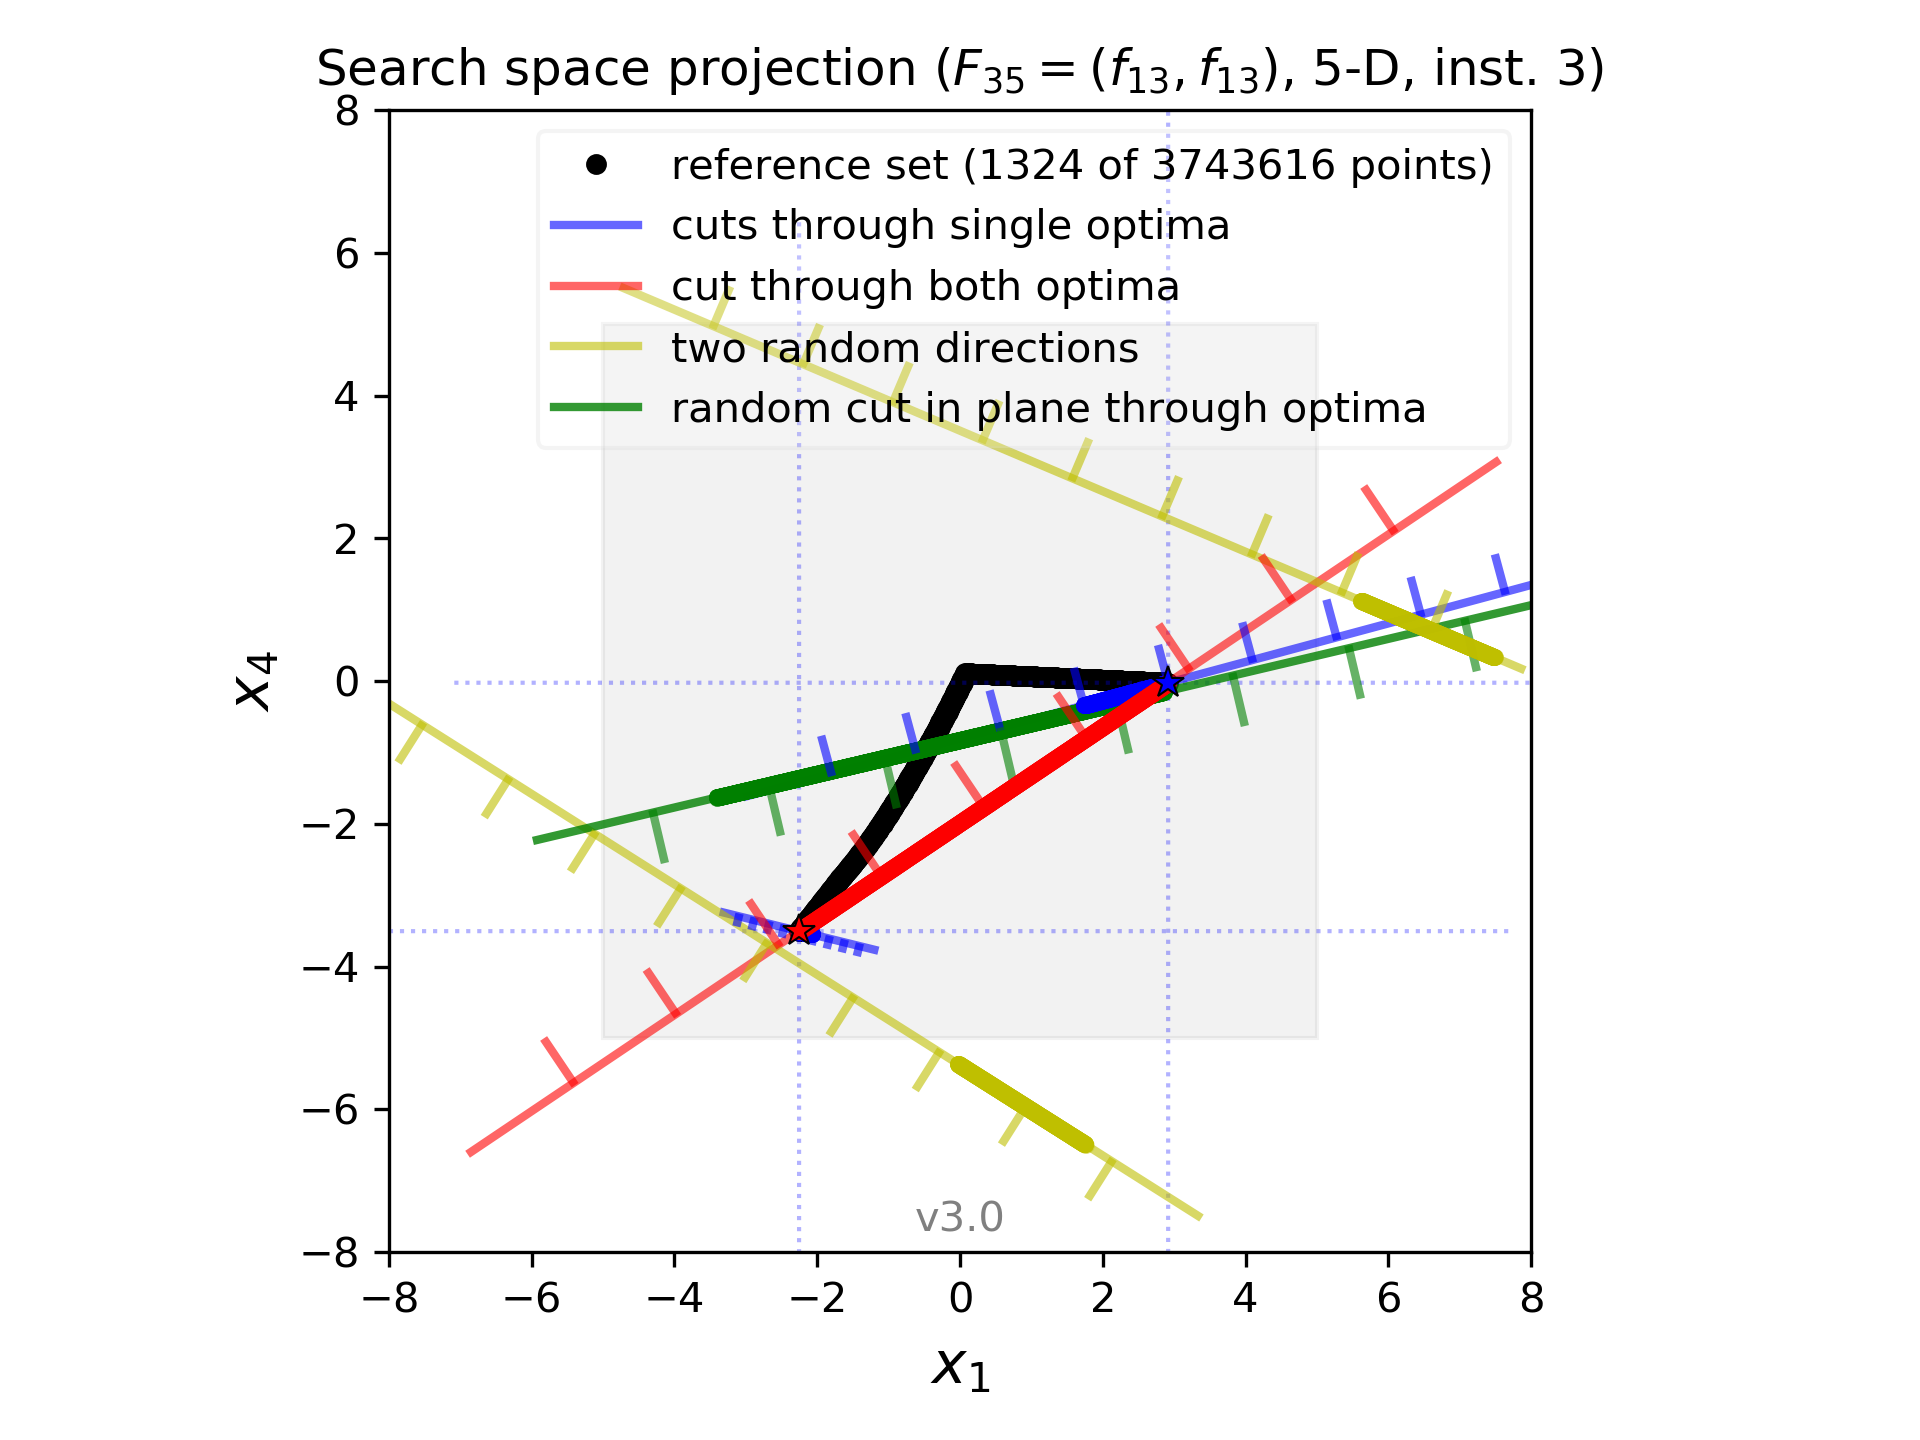 Search space projection (F₃₅ = (f₁₃, f₁₃), 5-D, inst. 3)
reference set (1324 of 3743616 points)
cuts through single optima
cut through both optima
two random directions
random cut in plane through optima
8
6
4
2
0
−2
−4
−6
−8
x₄
v3.0
−8 −6 −4 −2 0 2 4 6 8
x₁